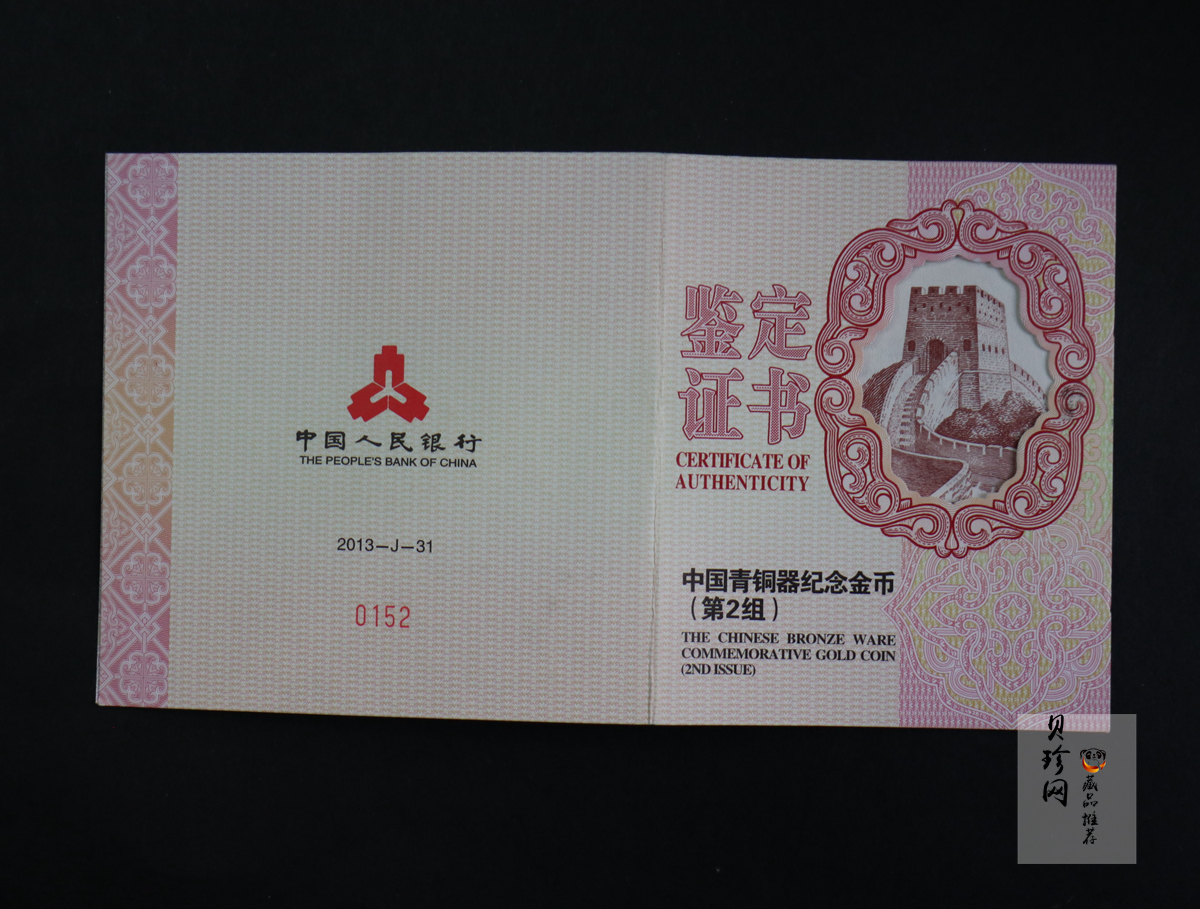 中国人民银行
THE PEOPLE'S BANK OF CHINA
2013-J-31
0152
鉴定
证书
CERTIFICATE OF
AUTHENTICITY
中国青铜器纪念金币
(第2组)
THE CHINESE BRONZE WARE
COMMEMORATIVE GOLD COIN
(2ND ISSUE)
贝珍网
藏品推荐